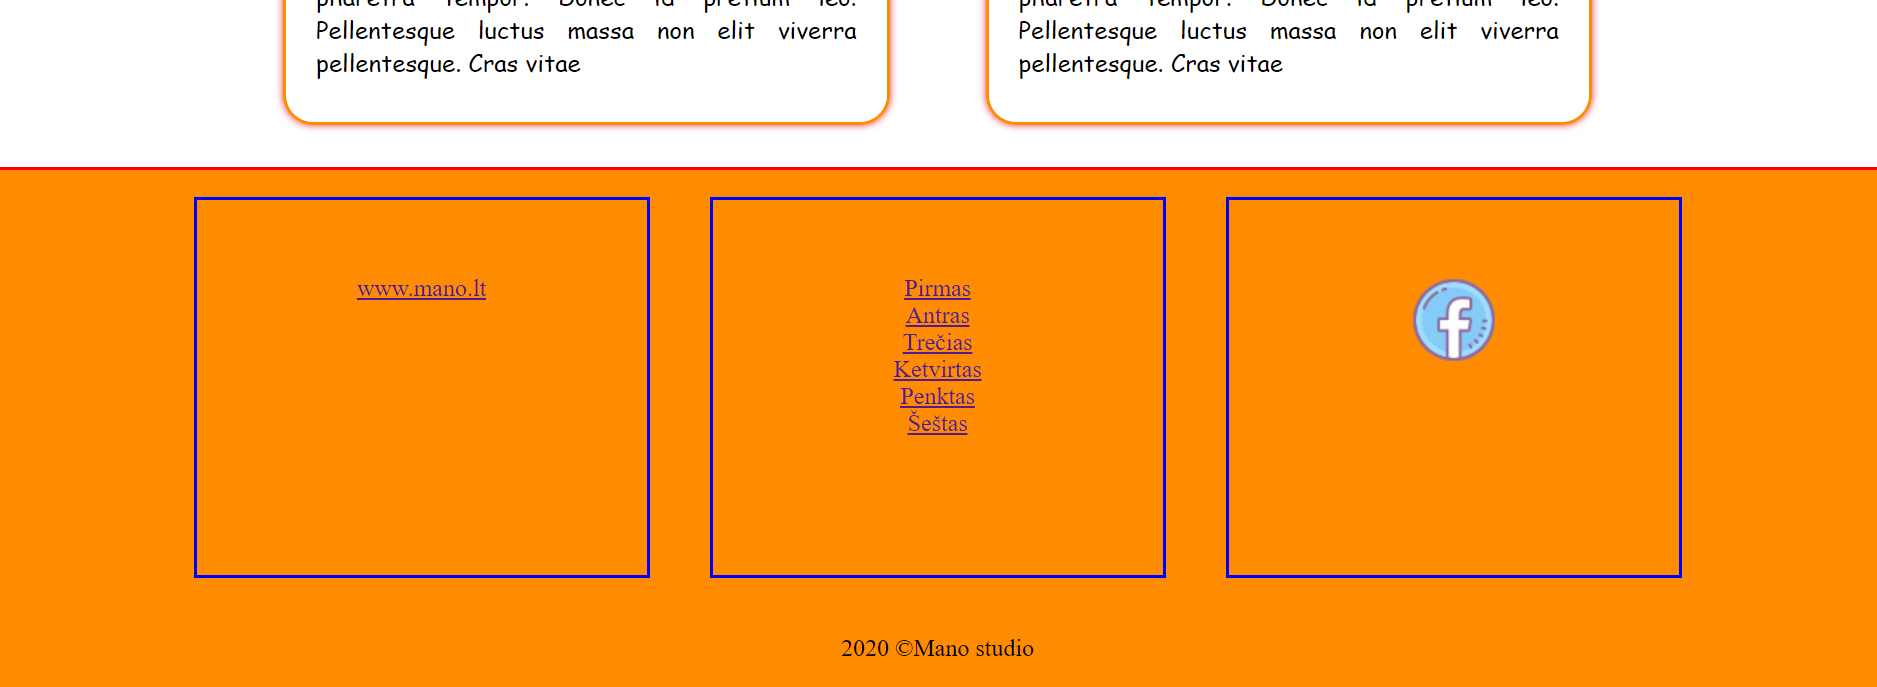 pharetra tempor. Donec id pretium leo.
Pellentesque luctus massa non elit viverra
pellentesque. Cras vitae
pharetra tempor. Donec id pretium leo.
Pellentesque luctus massa non elit viverra
pellentesque. Cras vitae
www.mano.lt
Pirmas
Antras
Trečias
Ketvirtas
Penktas
Šeštas
2020 ©Mano studio